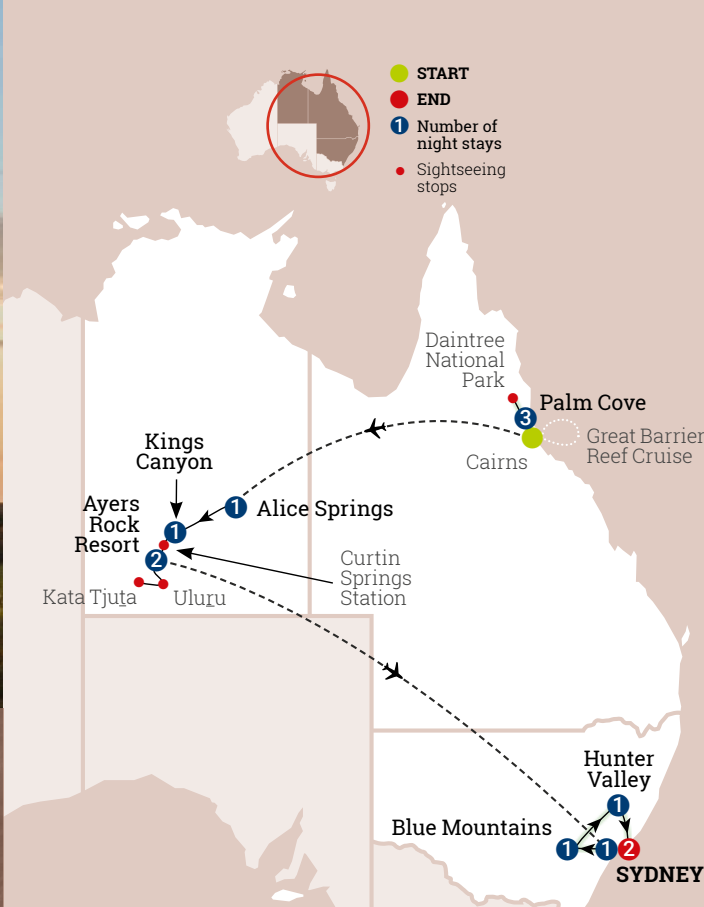 START
END
1 Number of
night stays
Sightseeing
stops
Daintree
National
Park
3 Palm Cove
Great Barrier
Reef Cruise
Cairns
Kings
Canyon
1 Alice Springs
Ayers
Rock
Resort
1
2
Curtin
Springs
Station
Kata Tjuṯa
Uluṟu
Hunter
Valley
1
Blue Mountains
1 1 2
SYDNEY